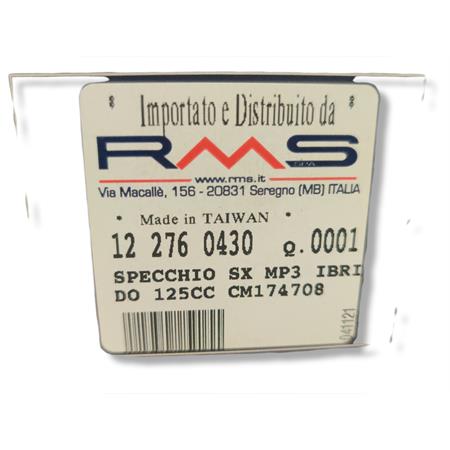 Importato e Distribuito da
RMS
SPA
www.rms.it
Via Macallè, 156 - 20831 Seregno (MB) ITALIA
* Made in TAIWAN *
12 276 0430 Q.0001
SPECCHIO SX MP3 IBRI
DO 125CC CM174708
041121